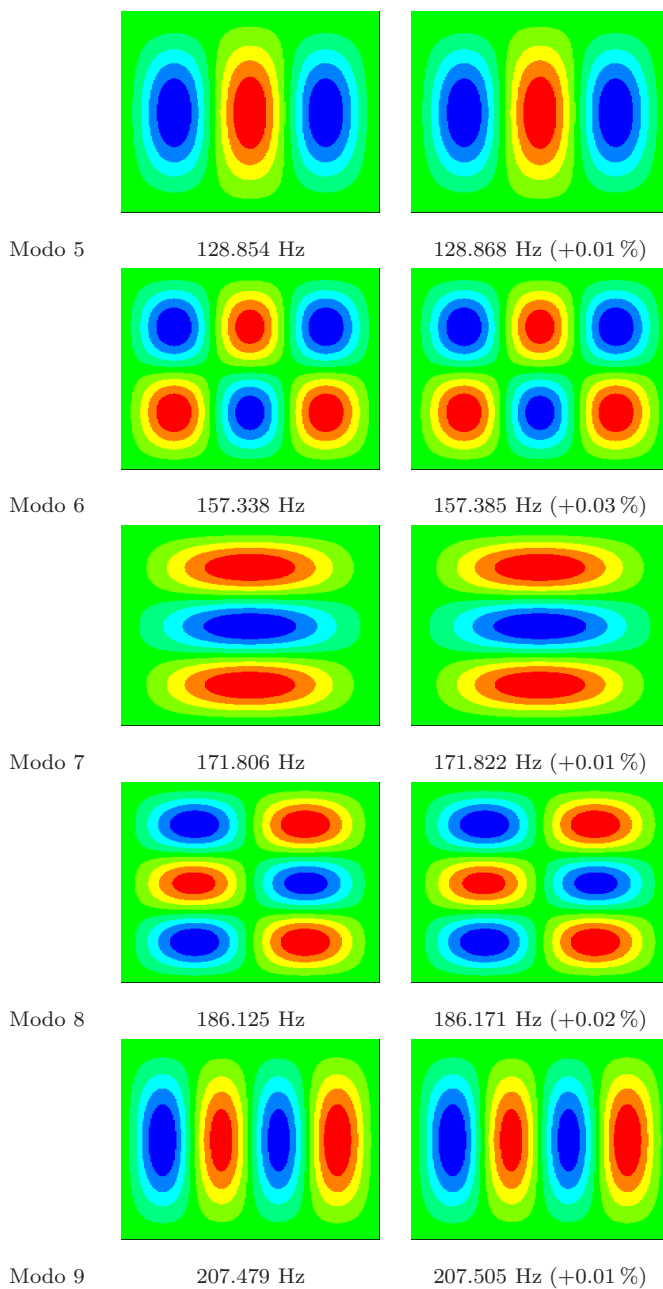 Modo 5 128.854 Hz 128.868 Hz (+0.01 %)
Modo 6 157.338 Hz 157.385 Hz (+0.03 %)
Modo 7 171.806 Hz 171.822 Hz (+0.01 %)
Modo 8 186.125 Hz 186.171 Hz (+0.02 %)
Modo 9 207.479 Hz 207.505 Hz (+0.01 %)